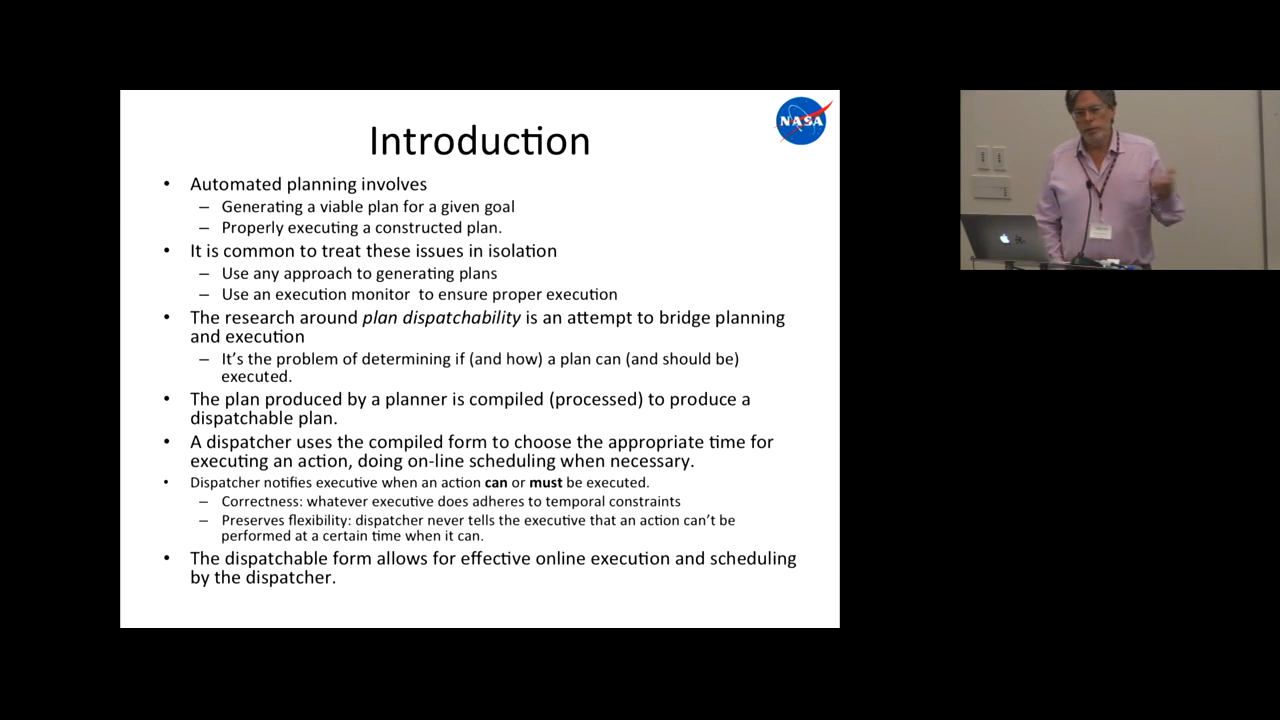 Introduction
NASA
• Automated planning involves
– Generating a viable plan for a given goal
– Properly executing a constructed plan.
• It is common to treat these issues in isolation
– Use any approach to generating plans
– Use an execution monitor  to ensure proper execution
• The research around plan dispatchability is an attempt to bridge planning
and execution
– It's the problem of determining if (and how) a plan can (and should be)
executed.
• The plan produced by a planner is compiled (processed) to produce a
dispatchable plan.
• A dispatcher uses the compiled form to choose the appropriate time for
executing an action, doing on-line scheduling when necessary.
• Dispatcher notifies executive when an action can or must be executed.
– Correctness: whatever executive does adheres to temporal constraints
– Preserves flexibility: dispatcher never tells the executive that an action can't be
performed at a certain time when it can.
• The dispatchable form allows for effective online execution and scheduling
by the dispatcher.